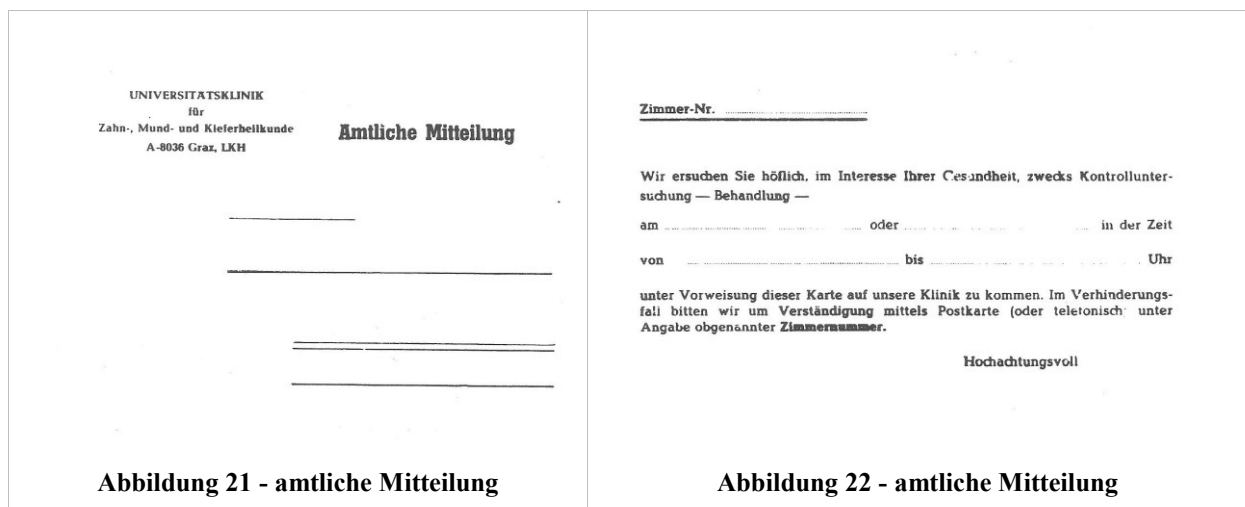 UNIVERSITATSKLINIK
für
Zahn-, Mund- und Kieferheilkunde
A-8036 Graz, LKH
Amtliche Mitteilung
Abbildung 21 - amtliche Mitteilung
Zimmer-Nr.
Wir ersuchen Sie höflich, im Interesse Ihrer Gesundheit, zwecks Kontrollunter-
suchung — Behandlung —
am oder in der Zeit
von bis Uhr
unter Vorweisung dieser Karte auf unsere Klinik zu kommen. Im Verhinderungs-
fall bitten wir um Verständigung mittels Postkarte (oder teletonisch) unter
Angabe obgenannter Zimmernummer.
Hochachtungsvoll
Abbildung 22 - amtliche Mitteilung